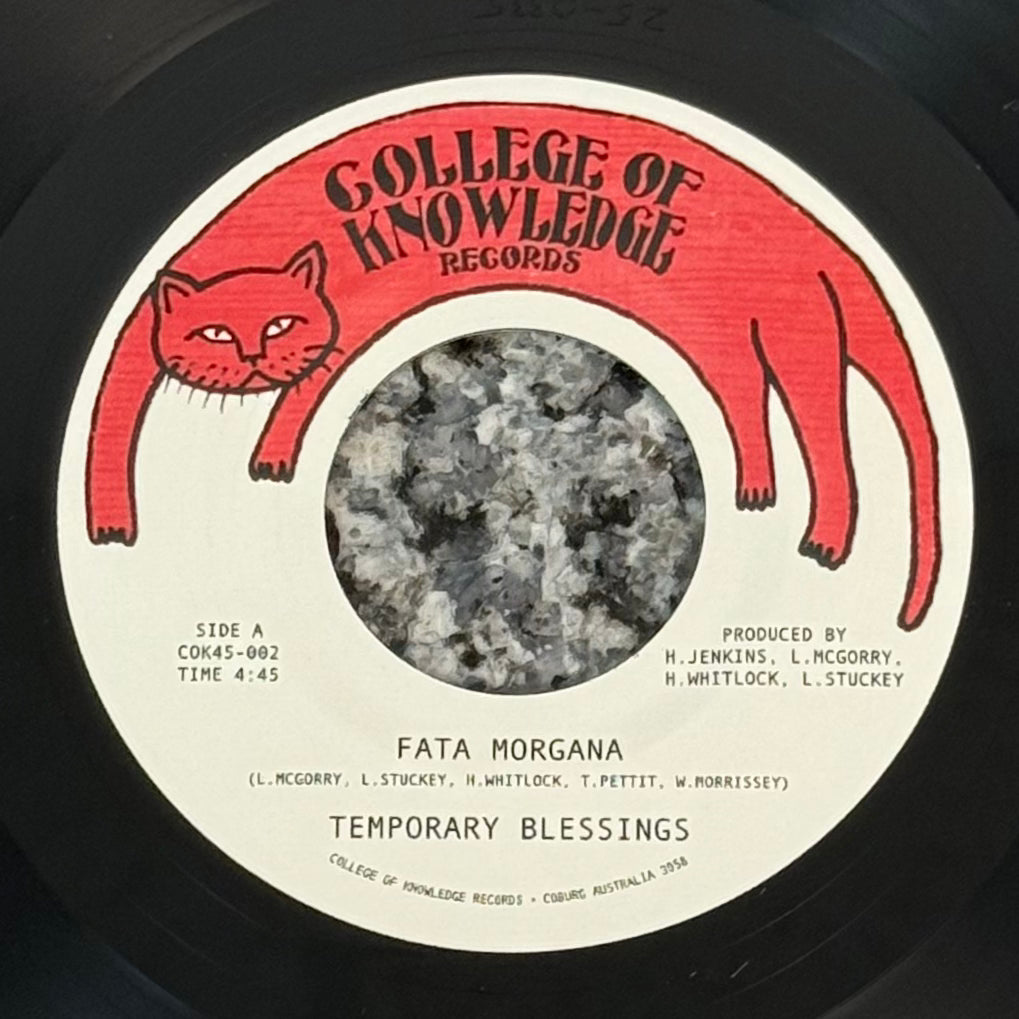 COLLEGE OF
KNOWLEDGE
RECORDS
SIDE A
COK45-002
TIME 4:45
PRODUCED BY
H.JENKINS, L.MCGORRY,
H.WHITLOCK, L.STUCKEY
FATA MORGANA
(L.MCGORRY, L.STUCKEY, H.WHITLOCK, T.PETTIT, W.MORRISSEY)
TEMPORARY BLESSINGS
COLLEGE OF KNOWLEDGE RECORDS • COBURG AUSTRALIA 3058